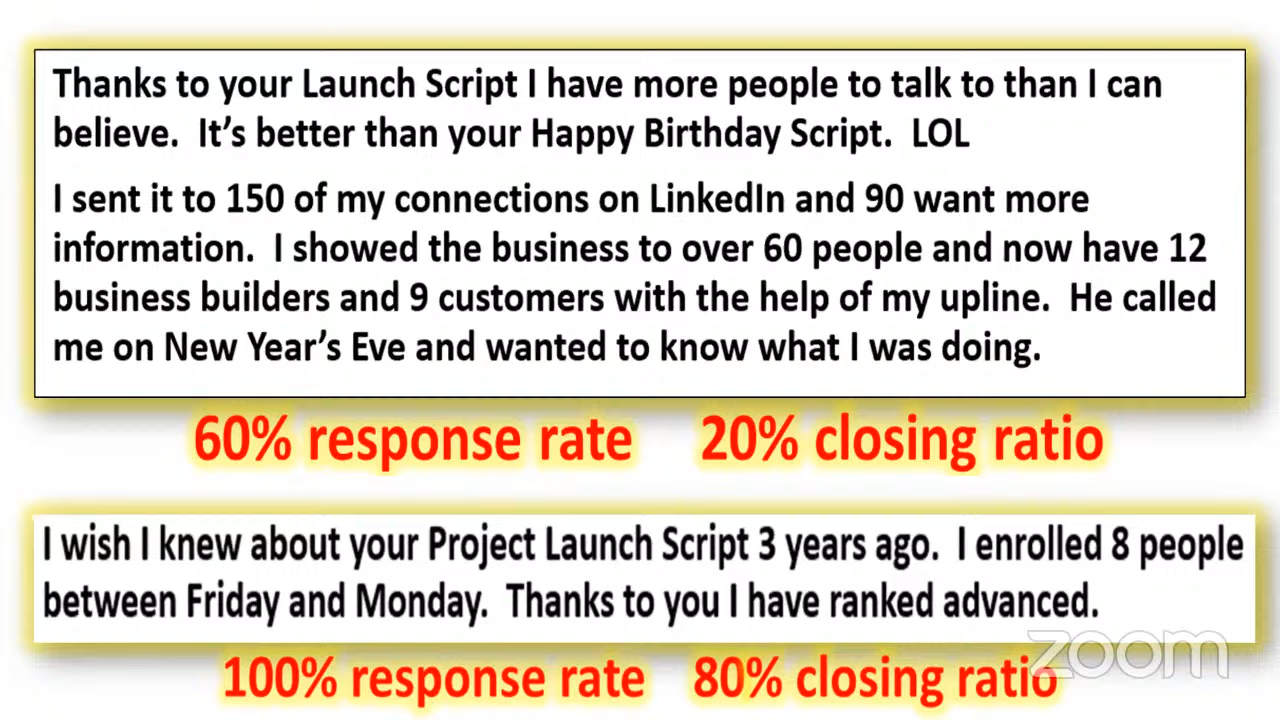 Thanks to your Launch Script I have more people to talk to than I can
believe.  It's better than your Happy Birthday Script.  LOL
I sent it to 150 of my connections on LinkedIn and 90 want more
information.  I showed the business to over 60 people and now have 12
business builders and 9 customers with the help of my upline.  He called
me on New Year's Eve and wanted to know what I was doing.
60% response rate 20% closing ratio
I wish I knew about your Project Launch Script 3 years ago.  I enrolled 8 people
between Friday and Monday.  Thanks to you I have ranked advanced.
zoom
100% response rate 80% closing ratio